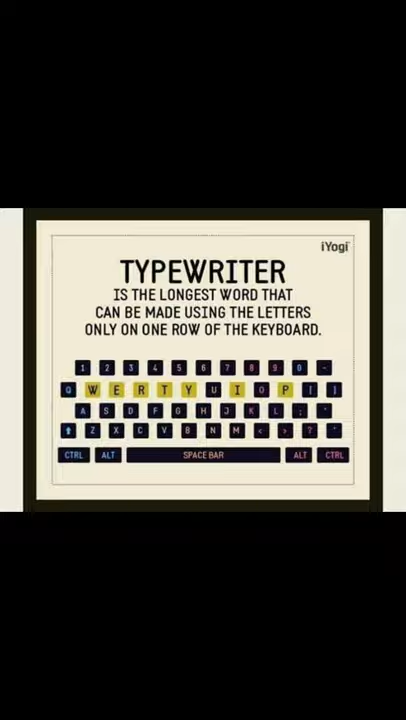 iYogi
TYPEWRITER
IS THE LONGEST WORD THAT
CAN BE MADE USING THE LETTERS
ONLY ON ONE ROW OF THE KEYBOARD.
1 2 3 4 5 6 7 8 9 0 -
Q W E R T Y U I O P [ ]
A S D F G H J K L ; '
Z X C V B N M < > ?
CTRL ALT SPACE BAR ALT CTRL